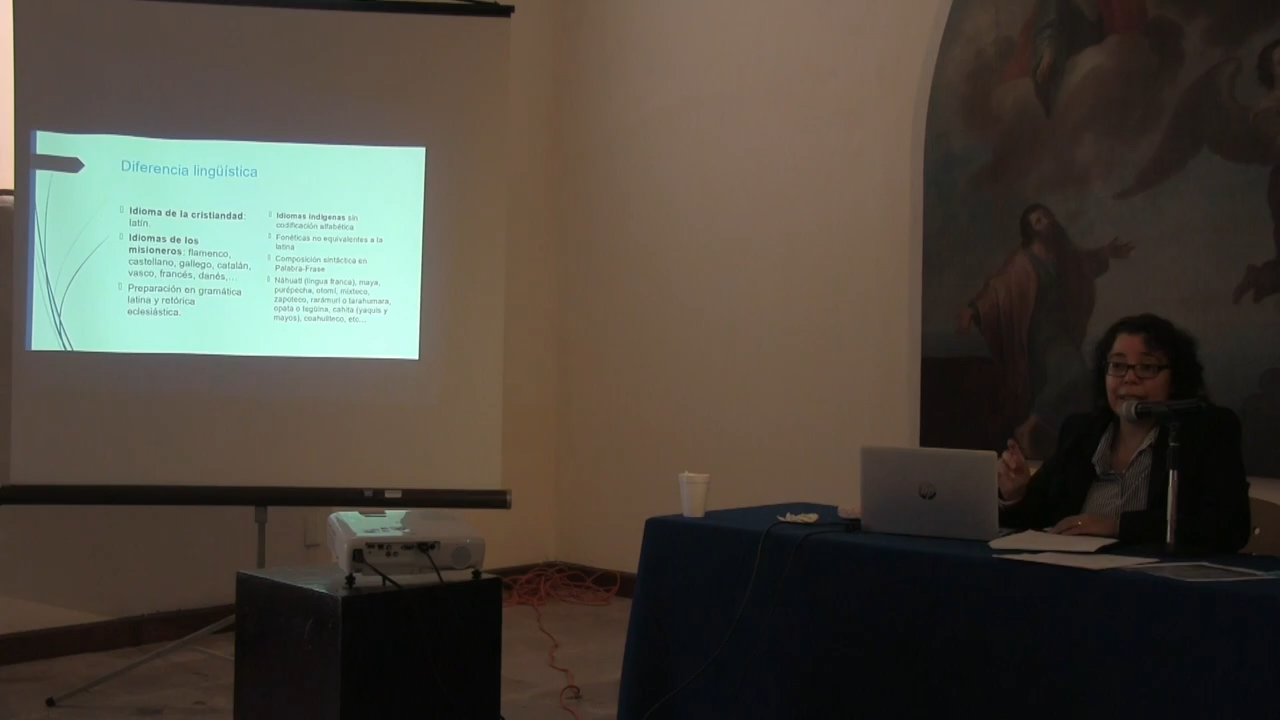 Diferencia lingüística
Idioma de la cristiandad:
latín.
Idiomas de los
misioneros: flamenco,
castellano, gallego, catalán,
vasco, francés, danés,...
Preparación en gramática
latina y retórica
eclesiástica.
Idiomas indígenas sin
codificación alfabética
Fonéticas no equivalentes a la
latina
Composición sintáctica en
Palabra-Frase
Náhuatl (lingua franca), maya,
purépecha, otomí, mixteco,
zapoteco, rarámuri o tarahumara,
opata o tegüina, cahita (yaquis y
mayos), coahuilteco, etc...
hp